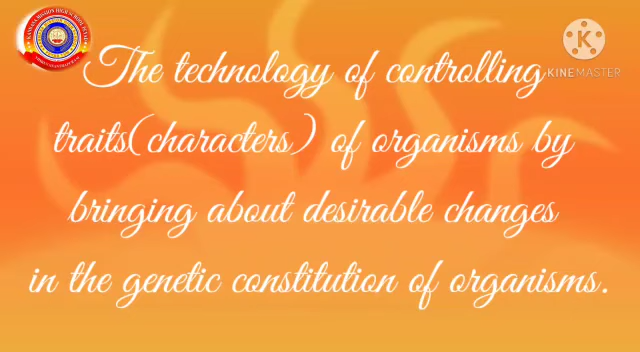 The technology of controlling
traits(characters) of organisms by
bringing about desirable changes
in the genetic constitution of organisms.
K
KINEMASTER